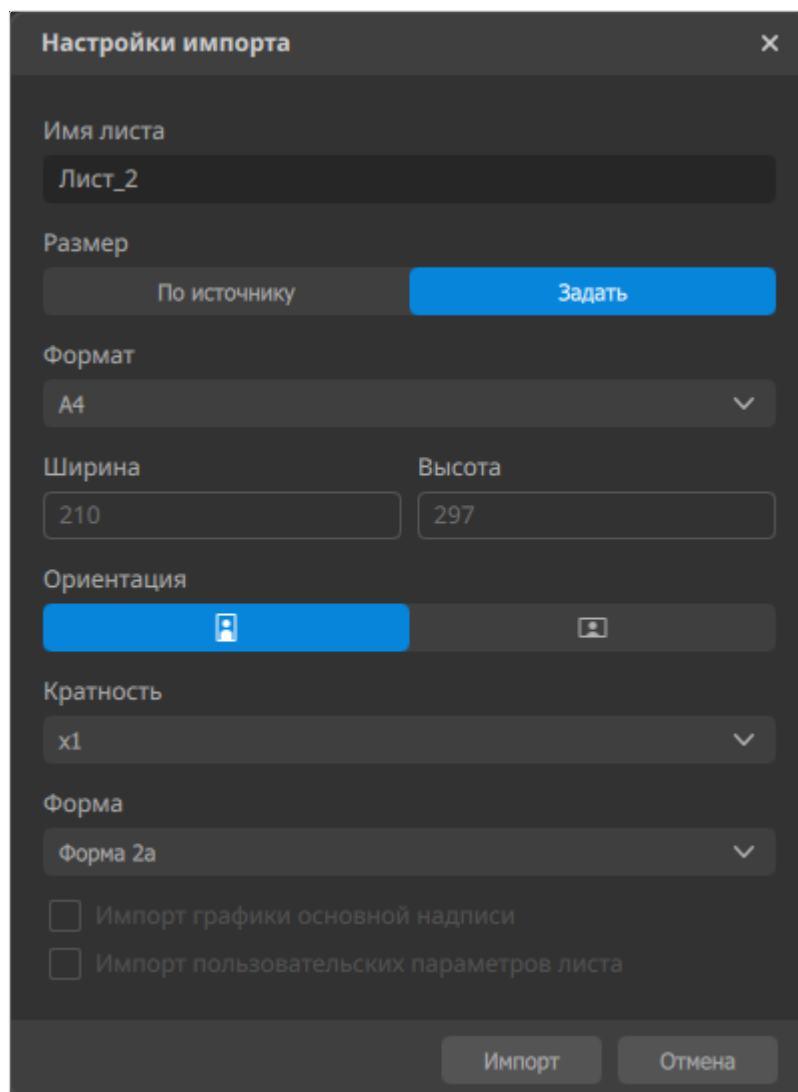 Настройки импорта
Имя листа
Лист_2
Размер
По источнику Задать
Формат
A4
Ширина Высота
210 297
Ориентация
Кратность
x1
Форма
Форма 2а
Импорт графики основной надписи
Импорт пользовательских параметров листа
Импорт Отмена